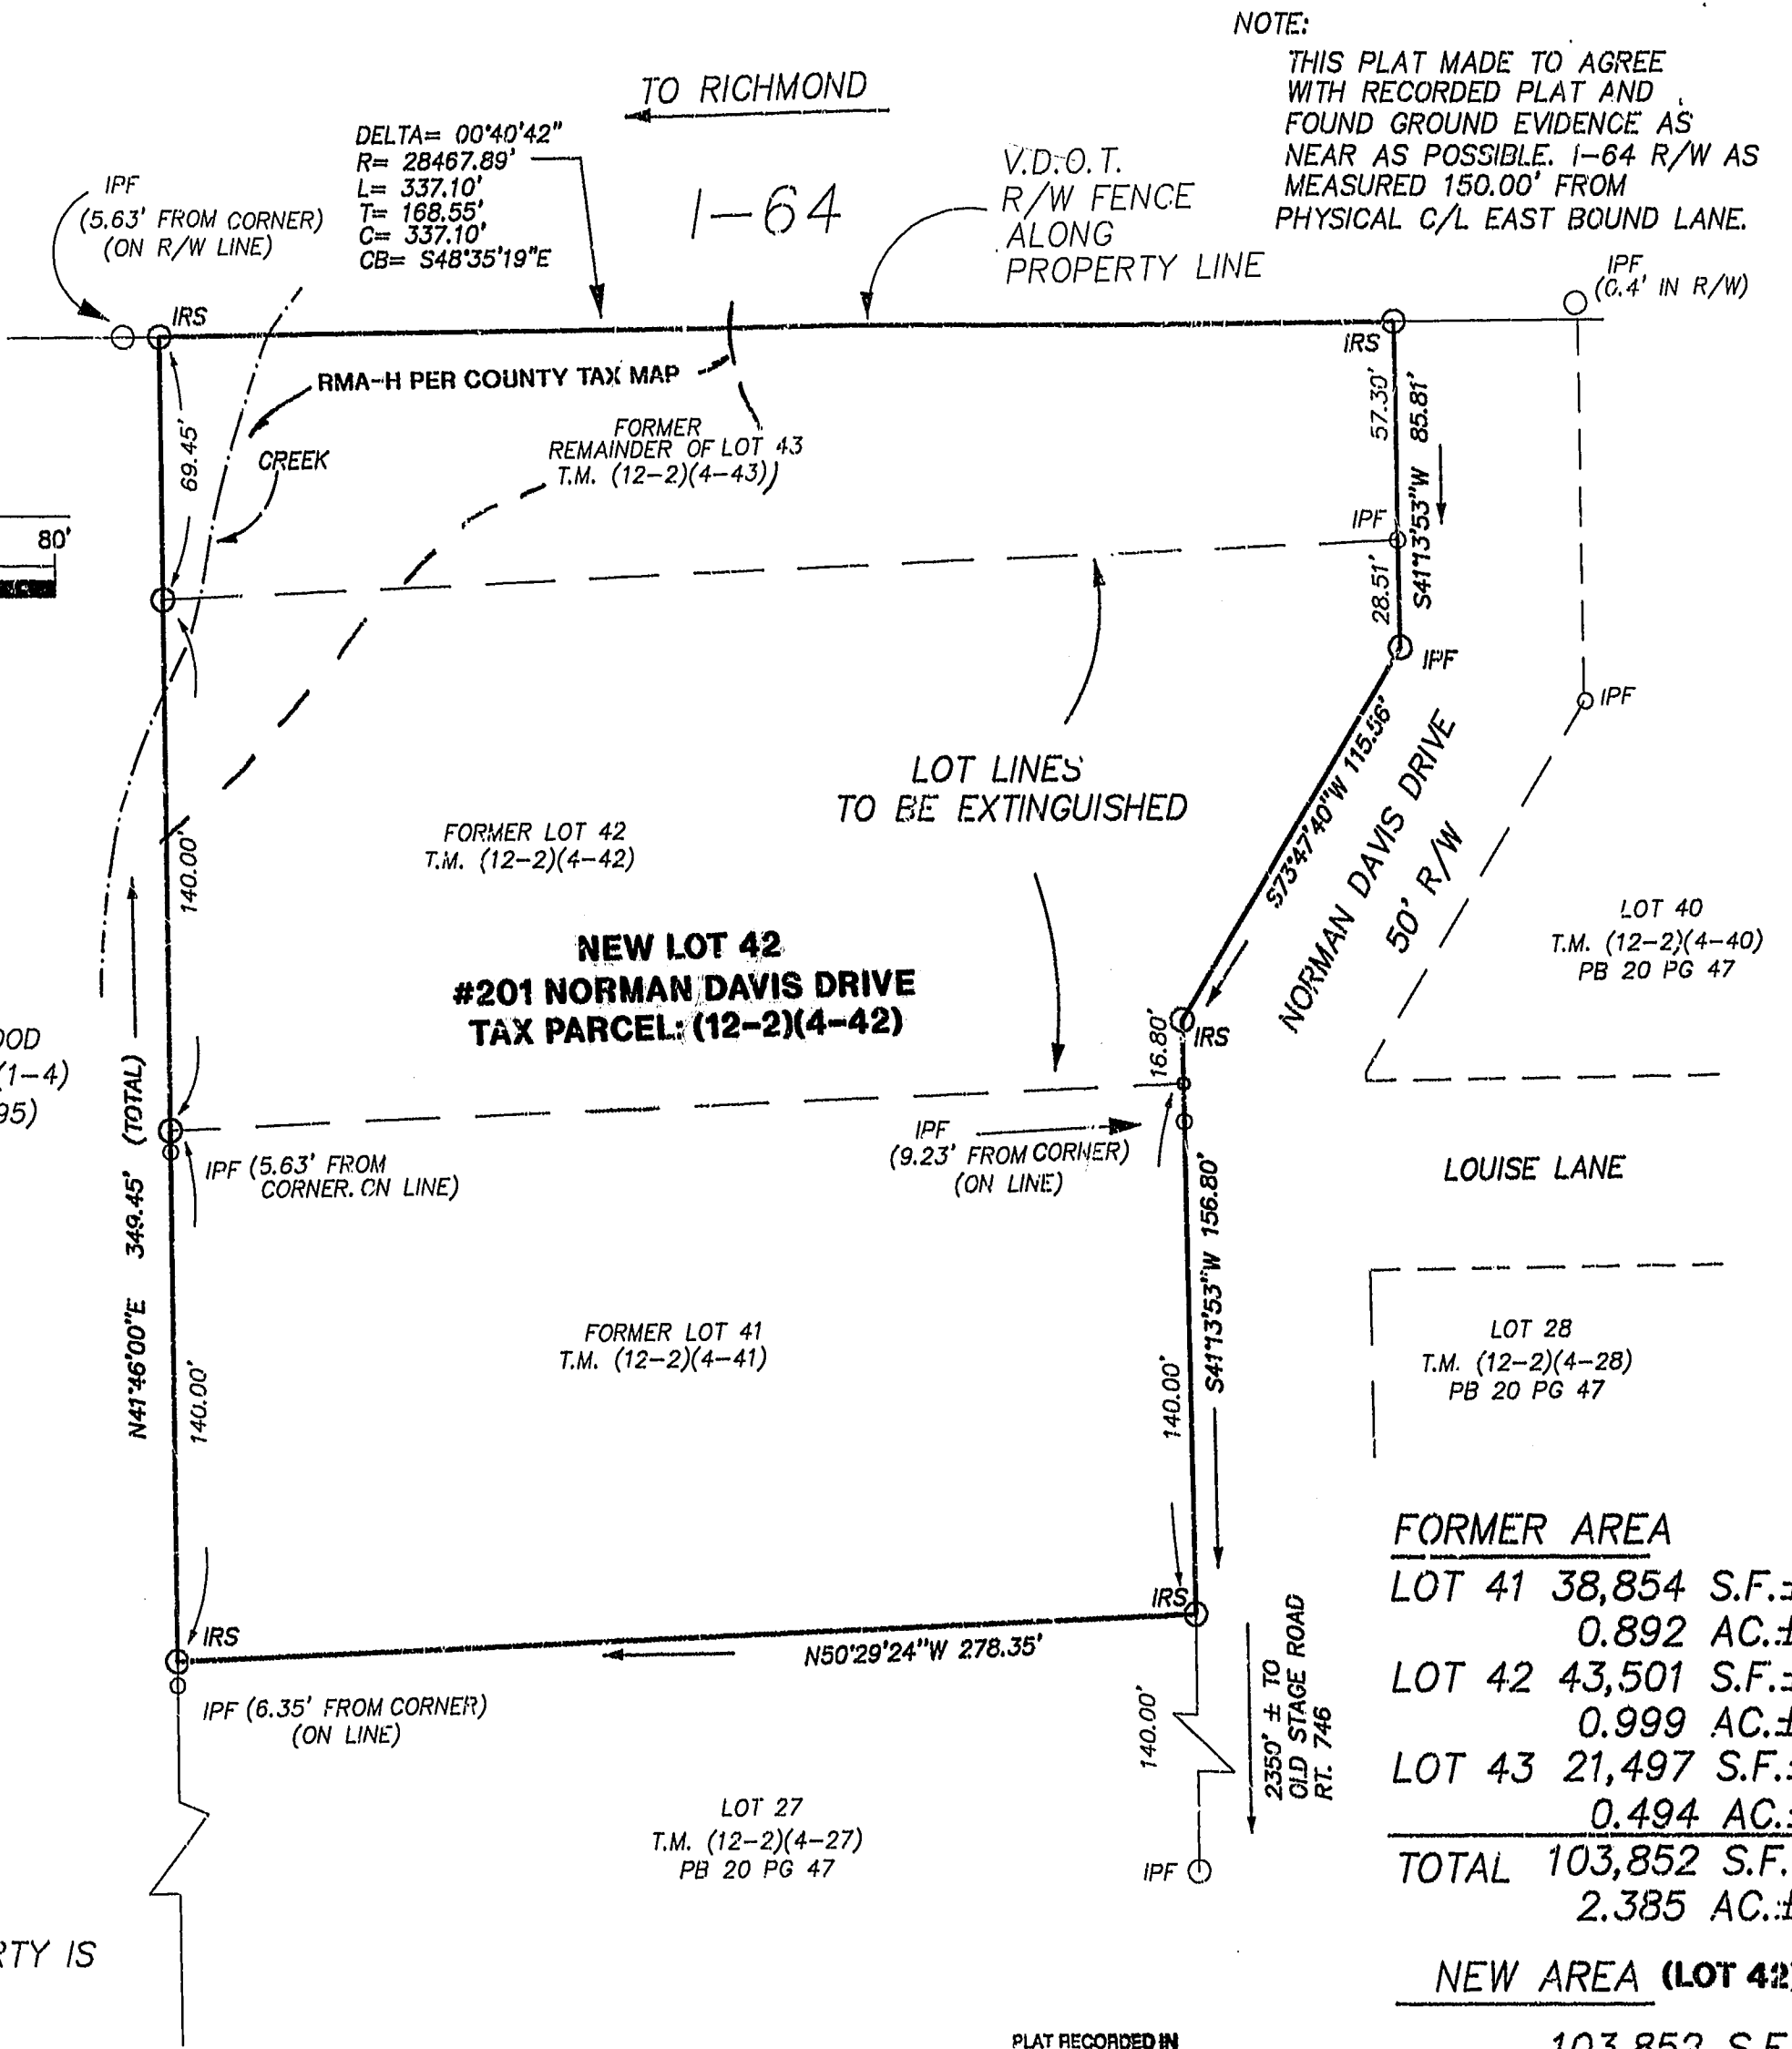 NOTE:
THIS PLAT MADE TO AGREE
WITH RECORDED PLAT AND
FOUND GROUND EVIDENCE AS
NEAR AS POSSIBLE. I-64 R/W AS
MEASURED 150.00' FROM
PHYSICAL C/L EAST BOUND LANE.
TO RICHMOND
DELTA= 00°40'42"
R= 28467.89'
L= 337.10'
T= 168.55'
C= 337.10'
CB= S48°35'19"E
I-64
V.D.O.T.
R/W FENCE
ALONG
PROPERTY LINE
IPF
(5.63' FROM CORNER)
(ON R/W LINE)
IPF
(0.4' IN R/W)
IRS
IRS
RMA-H PER COUNTY TAX MAP
FORMER
REMAINDER OF LOT 43
T.M. (12-2)(4-43))
CREEK
69.45'
57.30'
S41°13'53"W 85.81'
IPF
28.51'
IPF
IPF
80'
LOT LINES
TO BE EXTINGUISHED
S73°47'40"W 115.56'
NORMAN DAVIS DRIVE
50' R/W
FORMER LOT 42
T.M. (12-2)(4-42)
140.00'
NEW LOT 42
#201 NORMAN DAVIS DRIVE
TAX PARCEL: (12-2)(4-42)
LOT 40
T.M. (12-2)(4-40)
PB 20 PG 47
OOD
(1-4)
95)
16.80'
IRS
IPF (5.63' FROM
CORNER. ON LINE)
IPF
(9.23' FROM CORNER)
(ON LINE)
LOUISE LANE
N41°46'00"E 349.45' (TOTAL)
140.00'
S41°13'53"W 156.80'
140.00'
FORMER LOT 41
T.M. (12-2)(4-41)
LOT 28
T.M. (12-2)(4-28)
PB 20 PG 47
IRS
IRS
N50°29'24"W 278.35'
IPF (6.35' FROM CORNER)
(ON LINE)
140.00'
2350' ± TO
OLD STAGE ROAD
RT. 746
LOT 27
T.M. (12-2)(4-27)
PB 20 PG 47
IPF
FORMER AREA
LOT 41 38,854 S.F.±
0.892 AC.±
LOT 42 43,501 S.F.±
0.999 AC.±
LOT 43 21,497 S.F.±
0.494 AC.±
TOTAL 103,852 S.F.
2.385 AC.±
RTY IS
NEW AREA (LOT 42)
103,852 S.F.
PLAT RECORDED IN